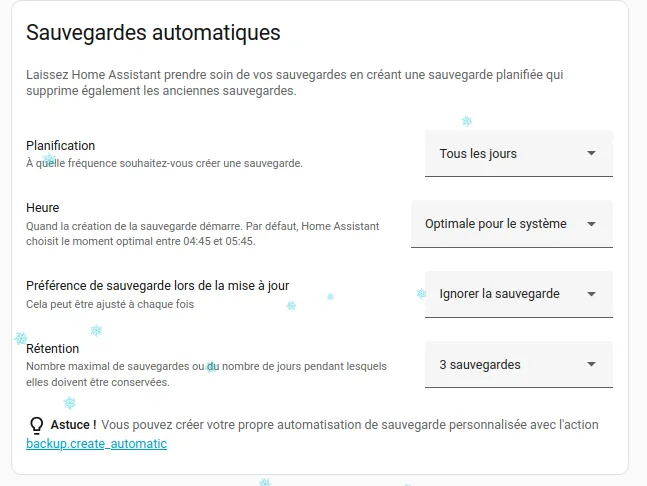 Sauvegardes automatiques
Laissez Home Assistant prendre soin de vos sauvegardes en créant une sauvegarde planifiée qui
supprime également les anciennes sauvegardes.
Planification
À quelle fréquence souhaitez-vous créer une sauvegarde.
Tous les jours
Heure
Quand la création de la sauvegarde démarre. Par défaut, Home Assistant
choisit le moment optimal entre 04:45 et 05:45.
Optimale pour le système
Préférence de sauvegarde lors de la mise à jour
Cela peut être ajusté à chaque fois
Ignorer la sauvegarde
Rétention
Nombre maximal de sauvegardes ou du nombre de jours pendant lesquels
elles doivent être conservées.
3 sauvegardes
Astuce ! Vous pouvez créer votre propre automatisation de sauvegarde personnalisée avec l'action
backup.create_automatic